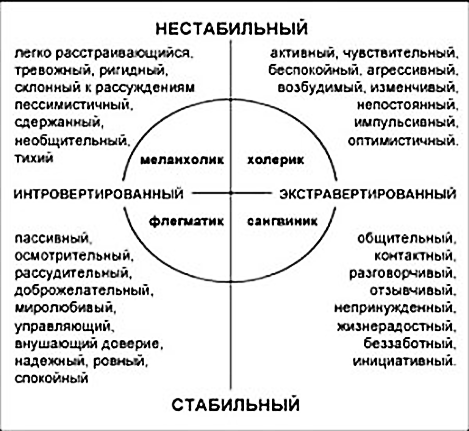 НЕСТАБИЛЬНЫЙ
легко расстраивающийся,
тревожный, ригидный,
склонный к рассуждениям
пессимистичный,
сдержанный,
необщительный,
тихий
активный, чувствительный,
беспокойный, агрессивный,
возбудимый, изменчивый,
непостоянный,
импульсивный,
оптимистичный.
меланхолик
холерик
ИНТРОВЕРТИРОВАННЫЙ
ЭКСТРАВЕРТИРОВАННЫЙ
флегматик
сангвиник
пассивный,
осмотрительный,
рассудительный,
доброжелательный,
миролюбивый,
управляющий,
внушающий доверие,
надежный, ровный,
спокойный
общительный,
контактный,
разговорчивый,
отзывчивый,
непринужденный,
жизнерадостный,
беззаботный,
инициативный.
СТАБИЛЬНЫЙ